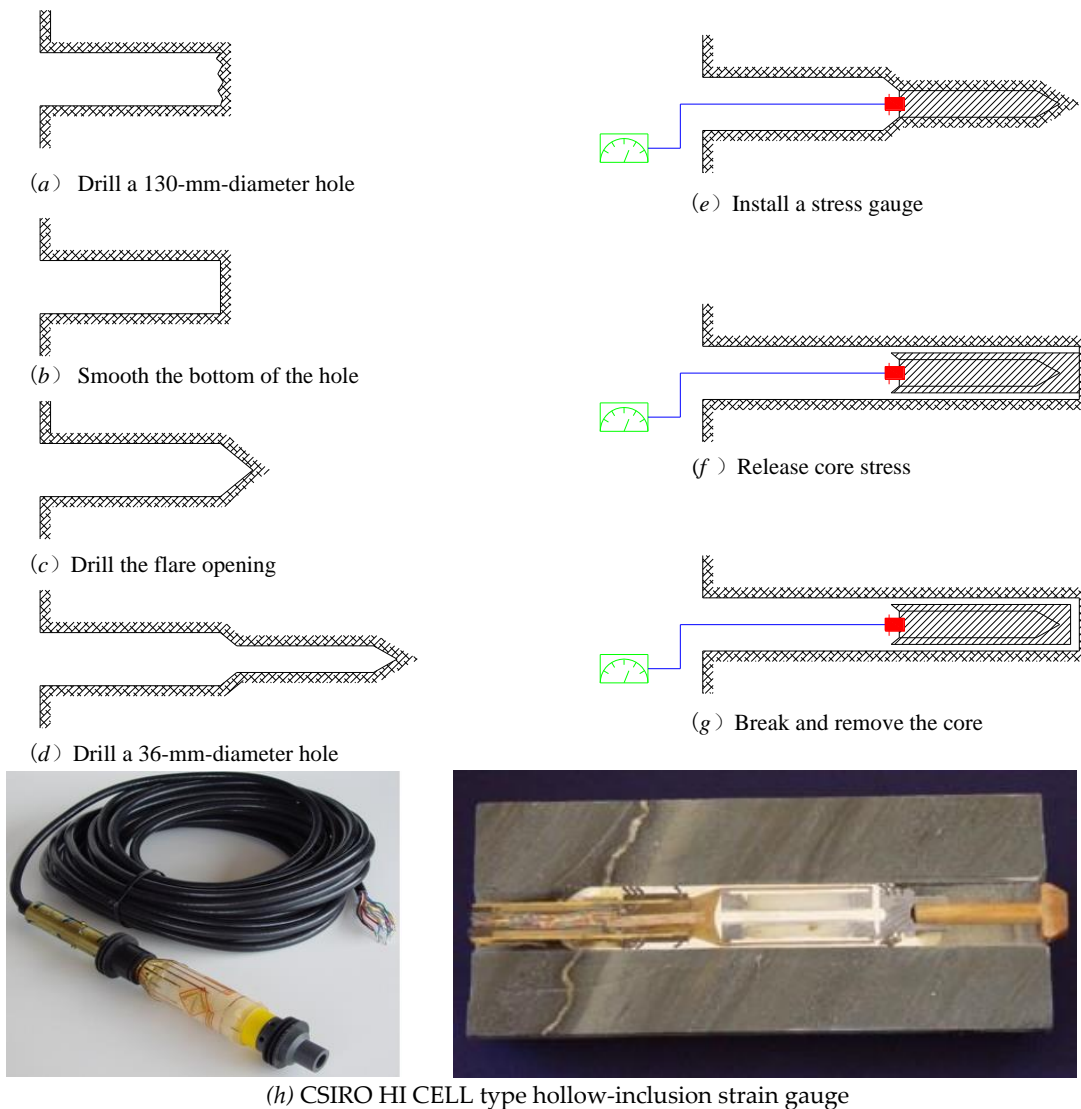 (a) Drill a 130-mm-diameter hole
(b) Smooth the bottom of the hole
(c) Drill the flare opening
(d) Drill a 36-mm-diameter hole
(e) Install a stress gauge
(f) Release core stress
(g) Break and remove the core
(h) CSIRO HI CELL type hollow-inclusion strain gauge